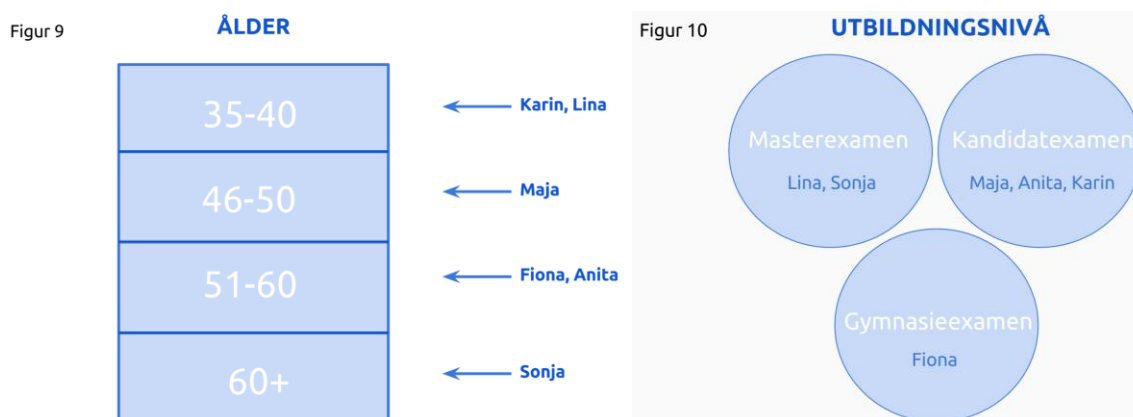 Figur 9
ÅLDER
35-40
Karin, Lina
46-50
Maja
51-60
Fiona, Anita
60+
Sonja
Figur 10
UTBILDNINGSNIVÅ
Masterexamen
Lina, Sonja
Kandidatexamen
Maja, Anita, Karin
Gymnasieexamen
Fiona